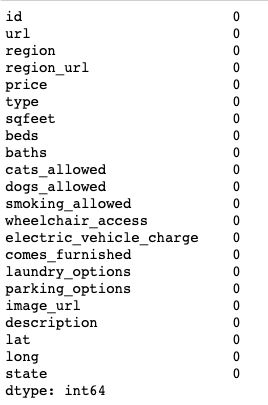 id 0
url 0
region 0
region_url 0
price 0
type 0
sqfeet 0
beds 0
baths 0
cats_allowed 0
dogs_allowed 0
smoking_allowed 0
wheelchair_access 0
electric_vehicle_charge 0
comes_furnished 0
laundry_options 0
parking_options 0
image_url 0
description 0
lat 0
long 0
state 0
dtype: int64